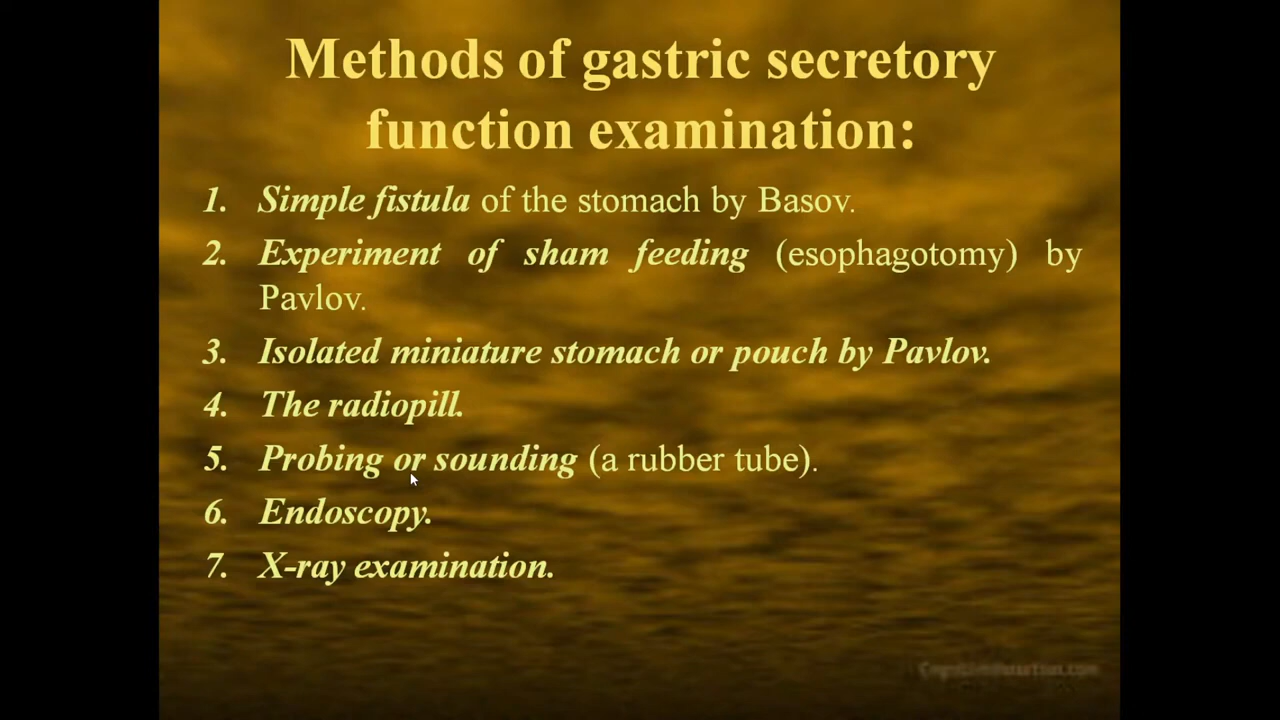 Methods of gastric secretory
function examination:
1. Simple fistula of the stomach by Basov.
2. Experiment of sham feeding (esophagotomy) by
Pavlov.
3. Isolated miniature stomach or pouch by Pavlov.
4. The radiopill.
5. Probing or sounding (a rubber tube).
6. Endoscopy.
7. X-ray examination.